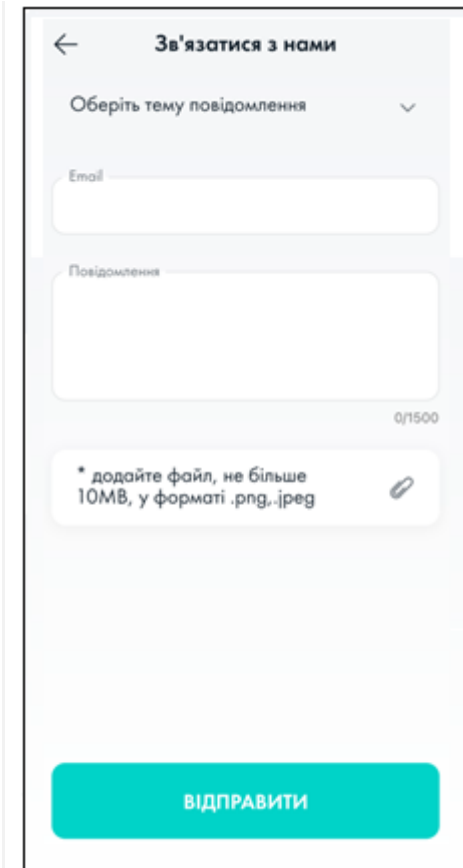 Зв'язатися з нами
Оберіть тему повідомлення
Email
Повідомлення
0/1500
* додайте файл, не більше
10MB, у форматі .png,.jpeg
ВІДПРАВИТИ